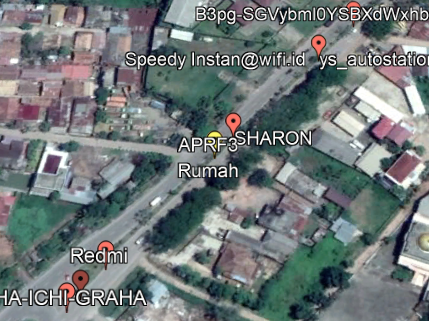 B3pg-SGVybml0YSBXdWxhb
Speedy Instan@wifi.id ys_autostation
SHARON
APRF3
Rumah
Redmi
HA-ICHI-GRAHA